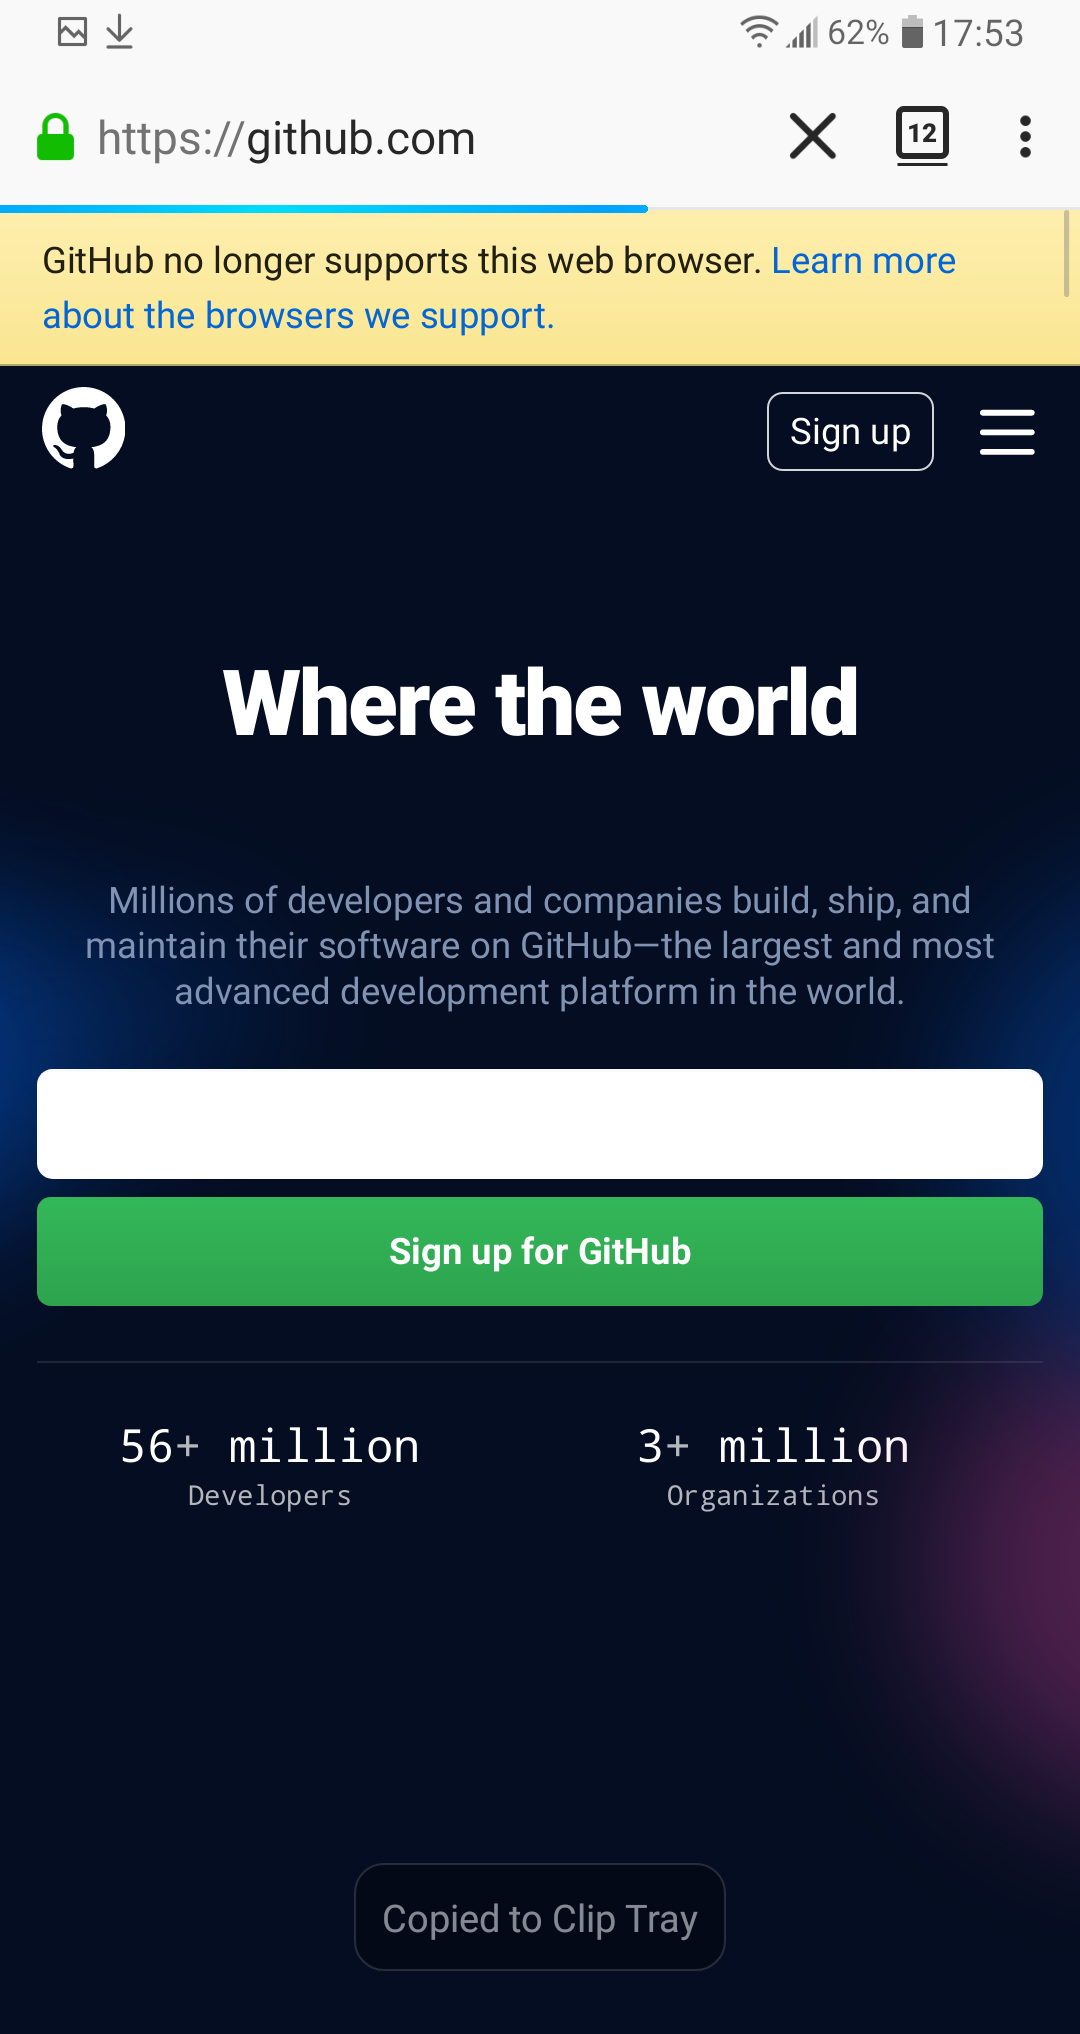 62% 17:53
https://github.com
12
GitHub no longer supports this web browser. Learn more
about the browsers we support.
Sign up
Where the world
Millions of developers and companies build, ship, and
maintain their software on GitHub—the largest and most
advanced development platform in the world.
Sign up for GitHub
56+ million
Developers
3+ million
Organizations
Copied to Clip Tray